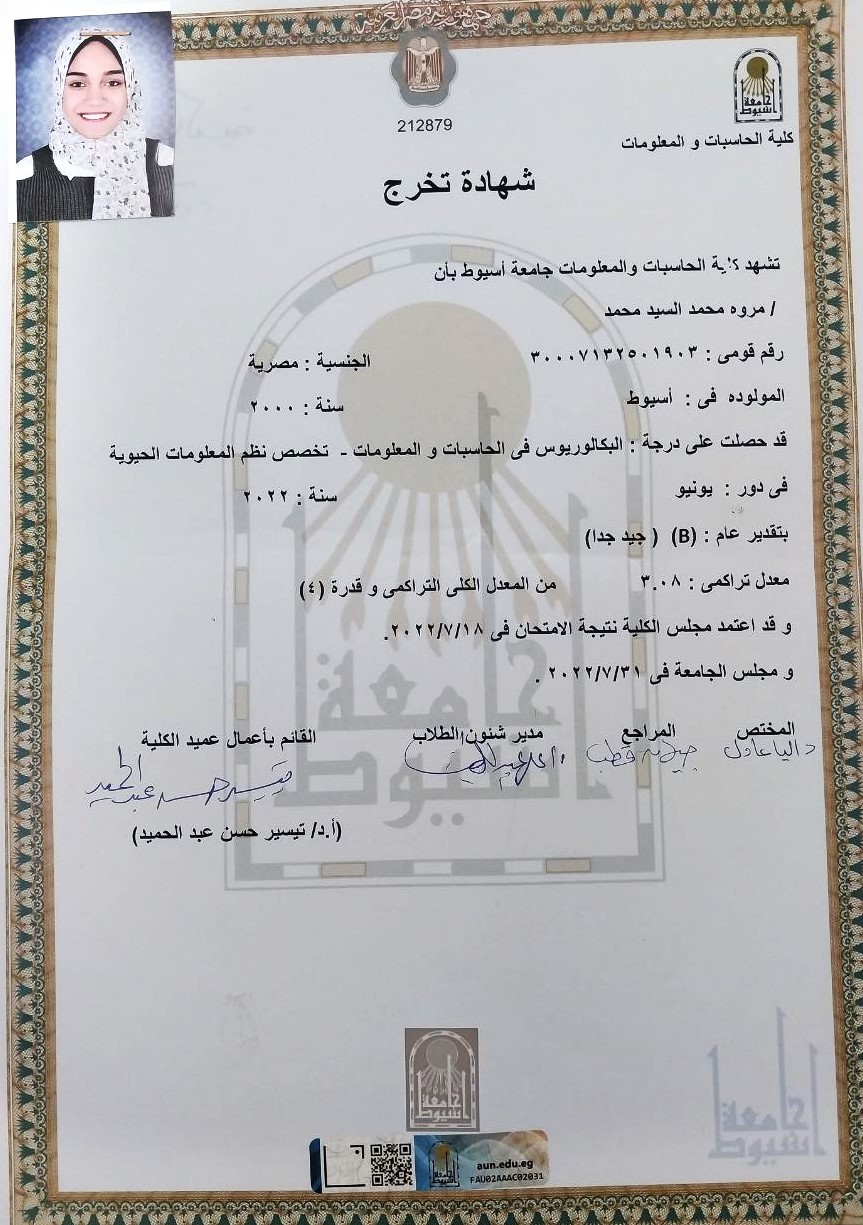 جمهورية مصر العربية
212879
جامعة أسيوط
كلية الحاسبات و المعلومات
شهادة تخرج
تشهد كلية الحاسبات والمعلومات جامعة أسيوط بأن
/ مروه محمد السيد محمد
رقم قومى : ٣٠٠٠٧١٣٢٥٠١٩٠٣ الجنسية : مصرية
المولوده فى : أسيوط سنة : ٢٠٠٠
قد حصلت على درجة : البكالوريوس فى الحاسبات و المعلومات - تخصص نظم المعلومات الحيوية
فى دور : يونيو سنة : ٢٠٢٢
بتقدير عام : (B) ( جيد جدا)
معدل تراكمى : ٣.٠٨ من المعدل الكلى التراكمى و قدرة (٤)
و قد اعتمد مجلس الكلية نتيجة الامتحان فى ٢٠٢٢/٧/١٨.
و مجلس الجامعة فى ٢٠٢٢/٧/٣١ .
المختص المراجع مدير شئون الطلاب القائم بأعمال عميد الكلية
داليا عادل جيلان قطب
تيسير حسن عبد الحميد
(أ.د/ تيسير حسن عبد الحميد)
جامعة أسيوط
جامعة أسيوط
جامعة أسيوط
aun.edu.eg
FAU02AAAC02031